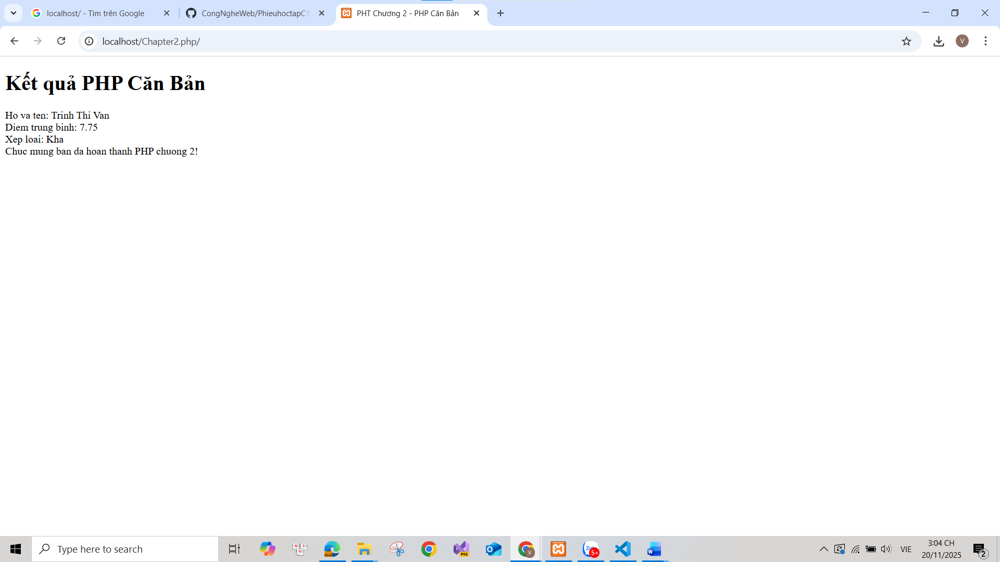 localhost/ - Tìm trên Google
CongNgheWeb/PhieuhoctapC1
PHT Chương 2 - PHP Căn Bản
localhost/Chapter2.php/
V
Kết quả PHP Căn Bản
Ho va ten: Trinh Thi Van
Diem trung binh: 7.75
Xep loai: Kha
Chuc mung ban da hoan thanh PHP chuong 2!
Type here to search
PRE
V
5+
VIE
3:04 CH
20/11/2025
2